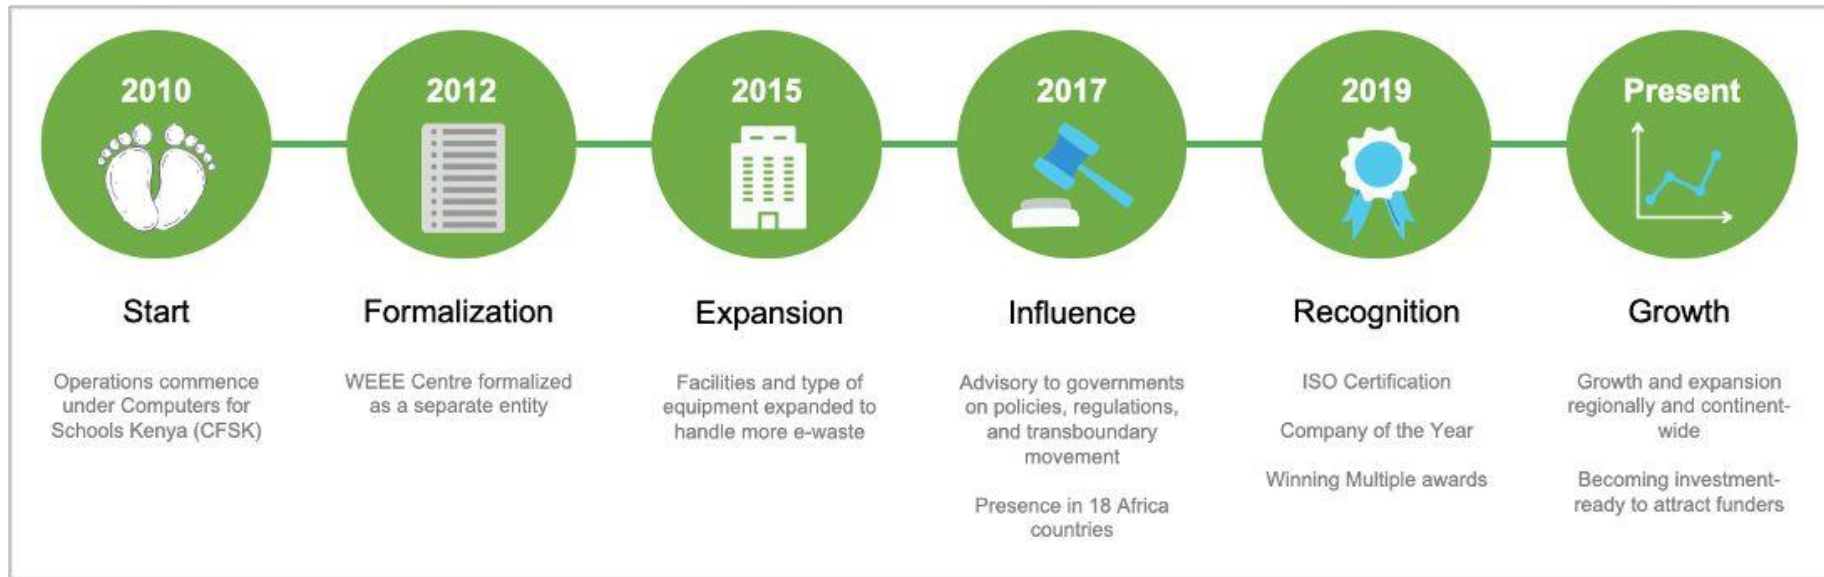 2010
Start
Operations commence
under Computers for
Schools Kenya (CFSK)
2012
Formalization
WEEE Centre formalized
as a separate entity
2015
Expansion
Facilities and type of
equipment expanded to
handle more e-waste
2017
Influence
Advisory to governments
on policies, regulations,
and transboundary
movement
Presence in 18 Africa
countries
2019
Recognition
ISO Certification
Company of the Year
Winning Multiple awards
Present
Growth
Growth and expansion
regionally and continent-
wide
Becoming investment-
ready to attract funders